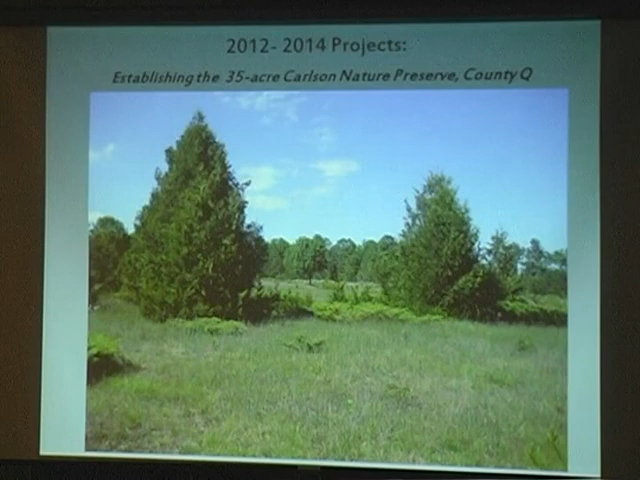 2012- 2014 Projects:
Establishing the 35-acre Carlson Nature Preserve, County Q